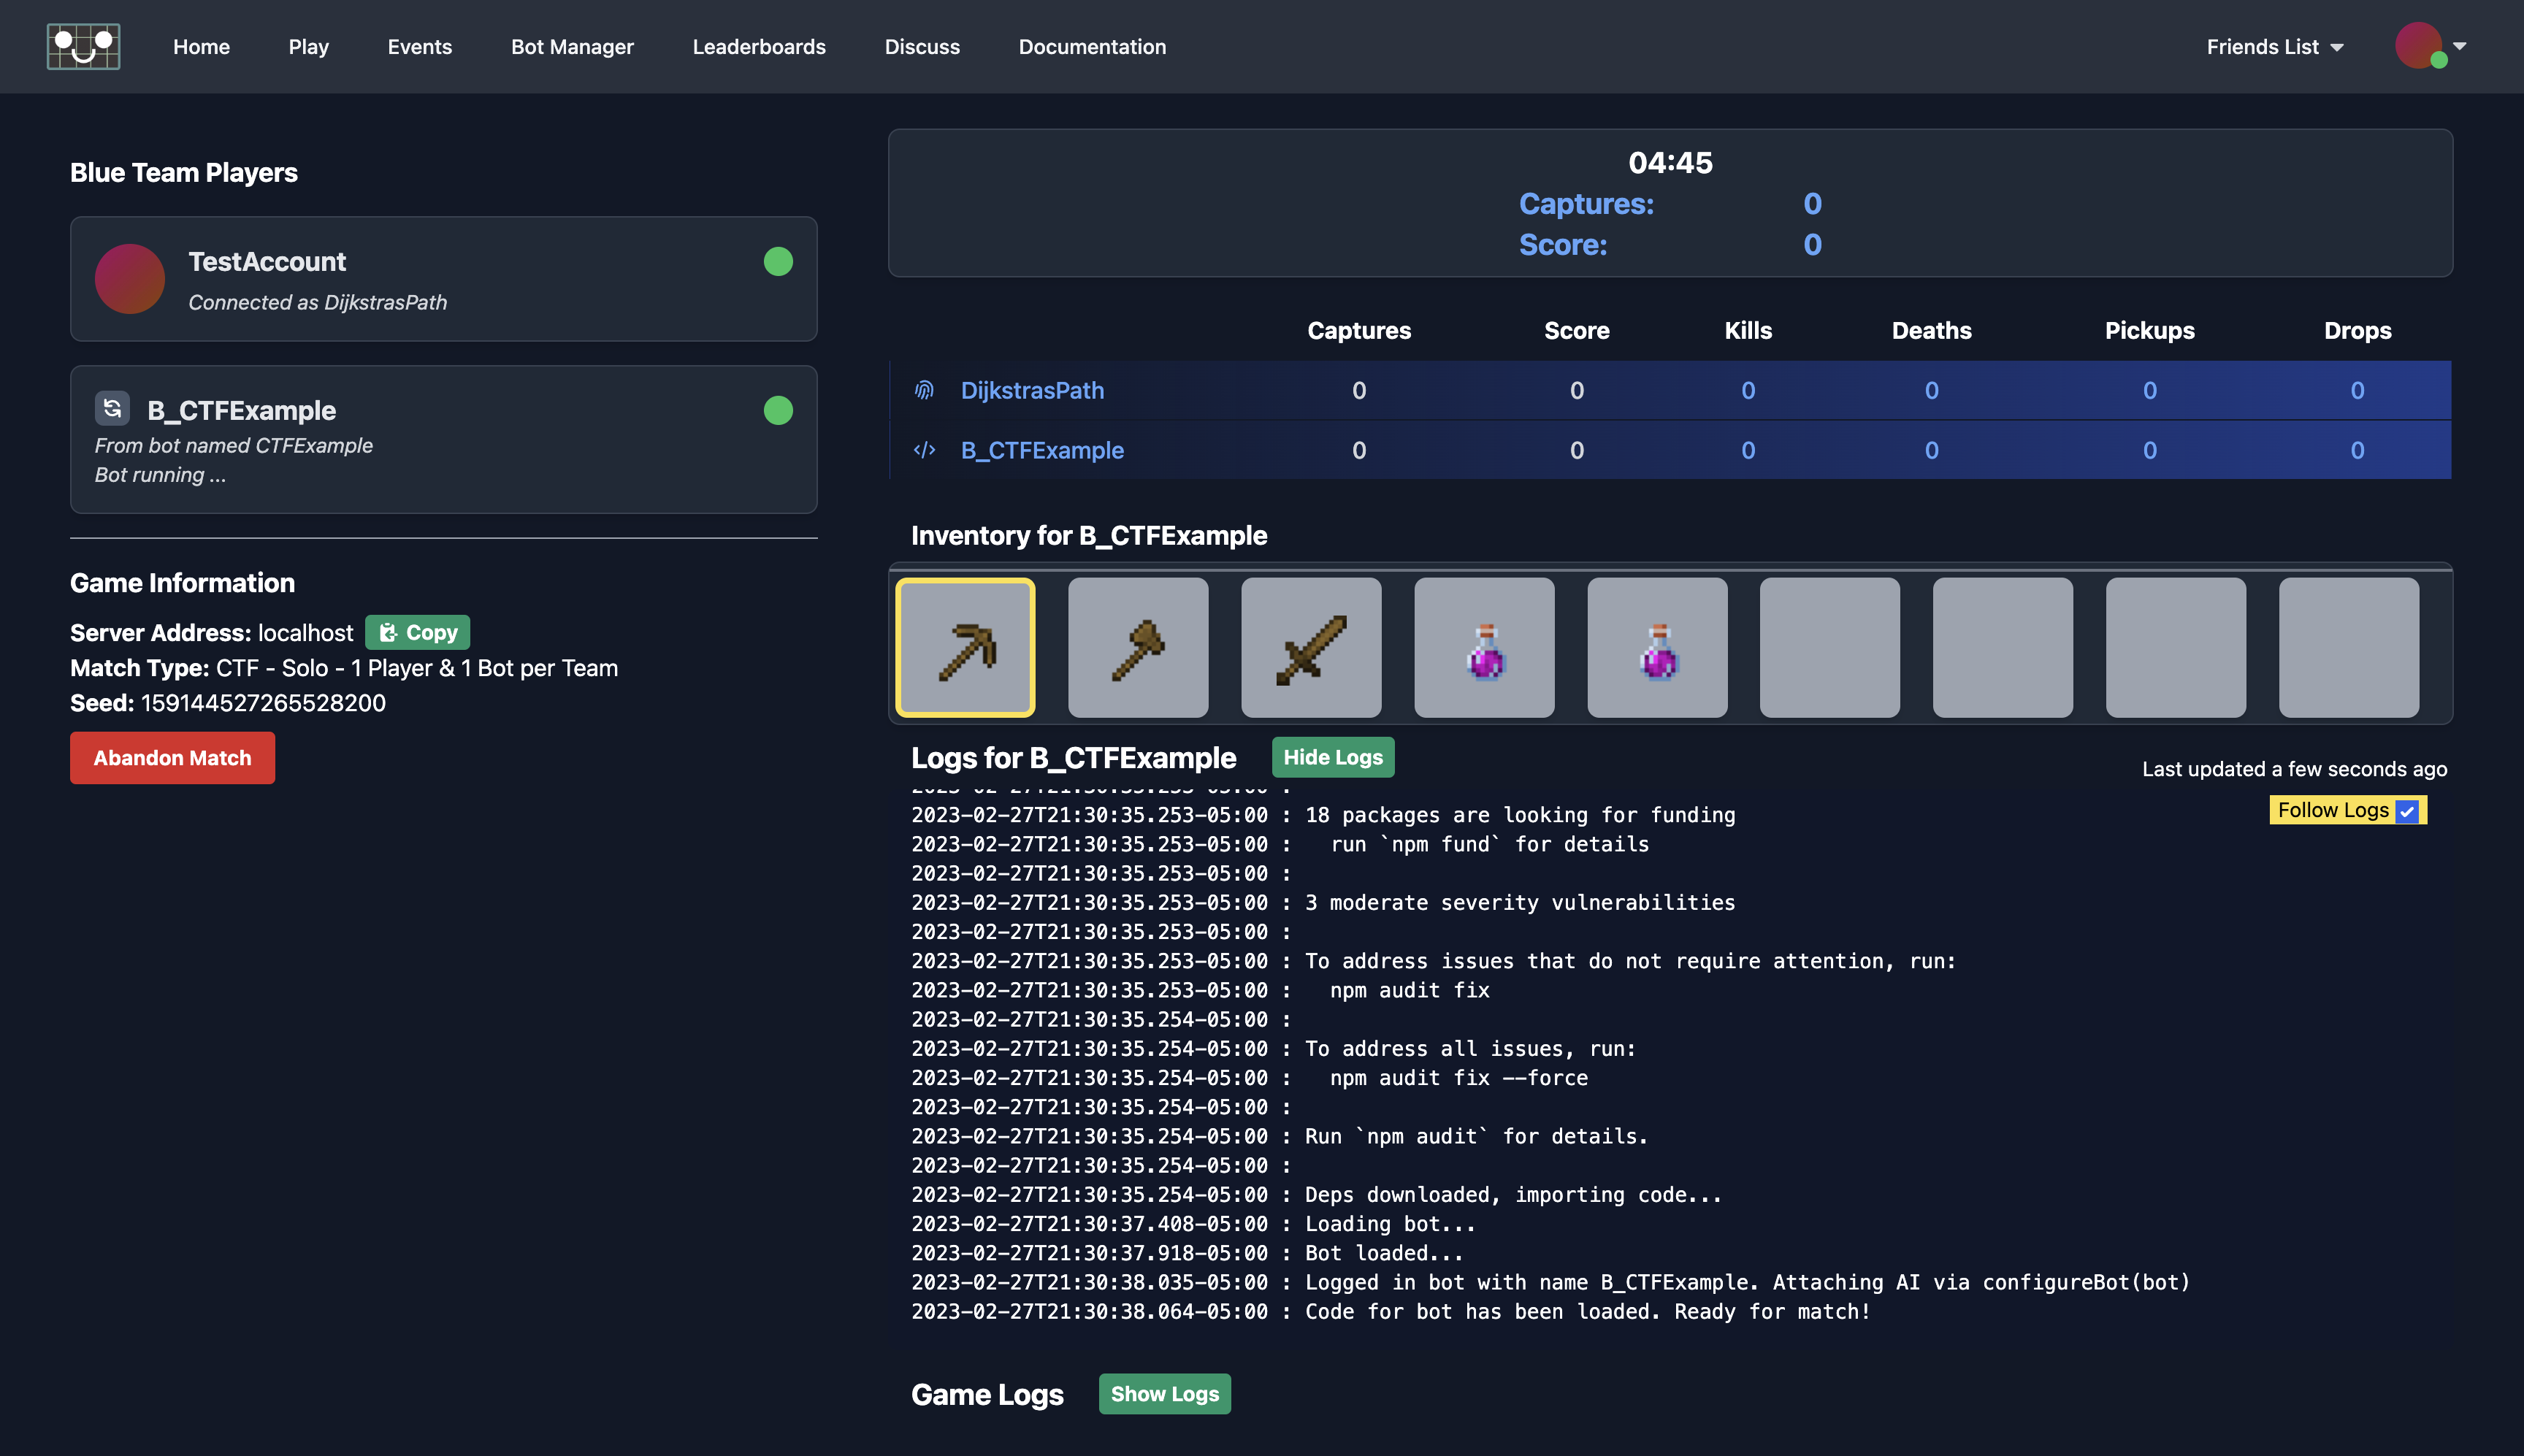 Home Play Events Bot Manager Leaderboards Discuss Documentation Friends List
Blue Team Players
TestAccount
Connected as DijkstrasPath
B_CTFExample
From bot named CTFExample
Bot running ...
Game Information
Server Address: localhost Copy
Match Type: CTF - Solo - 1 Player & 1 Bot per Team
Seed: 159144527265528200
Abandon Match
04:45
Captures: 0
Score: 0
Captures Score Kills Deaths Pickups Drops
DijkstrasPath 0 0 0 0 0 0
</> B_CTFExample 0 0 0 0 0 0
Inventory for B_CTFExample
Logs for B_CTFExample Hide Logs
Last updated a few seconds ago
Follow Logs
2023-02-27T21:30:35.253-05:00 :
2023-02-27T21:30:35.253-05:00 : 18 packages are looking for funding
2023-02-27T21:30:35.253-05:00 :   run `npm fund` for details
2023-02-27T21:30:35.253-05:00 :
2023-02-27T21:30:35.253-05:00 : 3 moderate severity vulnerabilities
2023-02-27T21:30:35.253-05:00 :
2023-02-27T21:30:35.253-05:00 : To address issues that do not require attention, run:
2023-02-27T21:30:35.253-05:00 :   npm audit fix
2023-02-27T21:30:35.254-05:00 :
2023-02-27T21:30:35.254-05:00 : To address all issues, run:
2023-02-27T21:30:35.254-05:00 :   npm audit fix --force
2023-02-27T21:30:35.254-05:00 :
2023-02-27T21:30:35.254-05:00 : Run `npm audit` for details.
2023-02-27T21:30:35.254-05:00 :
2023-02-27T21:30:35.254-05:00 : Deps downloaded, importing code...
2023-02-27T21:30:37.408-05:00 : Loading bot...
2023-02-27T21:30:37.918-05:00 : Bot loaded...
2023-02-27T21:30:38.035-05:00 : Logged in bot with name B_CTFExample. Attaching AI via configureBot(bot)
2023-02-27T21:30:38.064-05:00 : Code for bot has been loaded. Ready for match!
Game Logs Show Logs